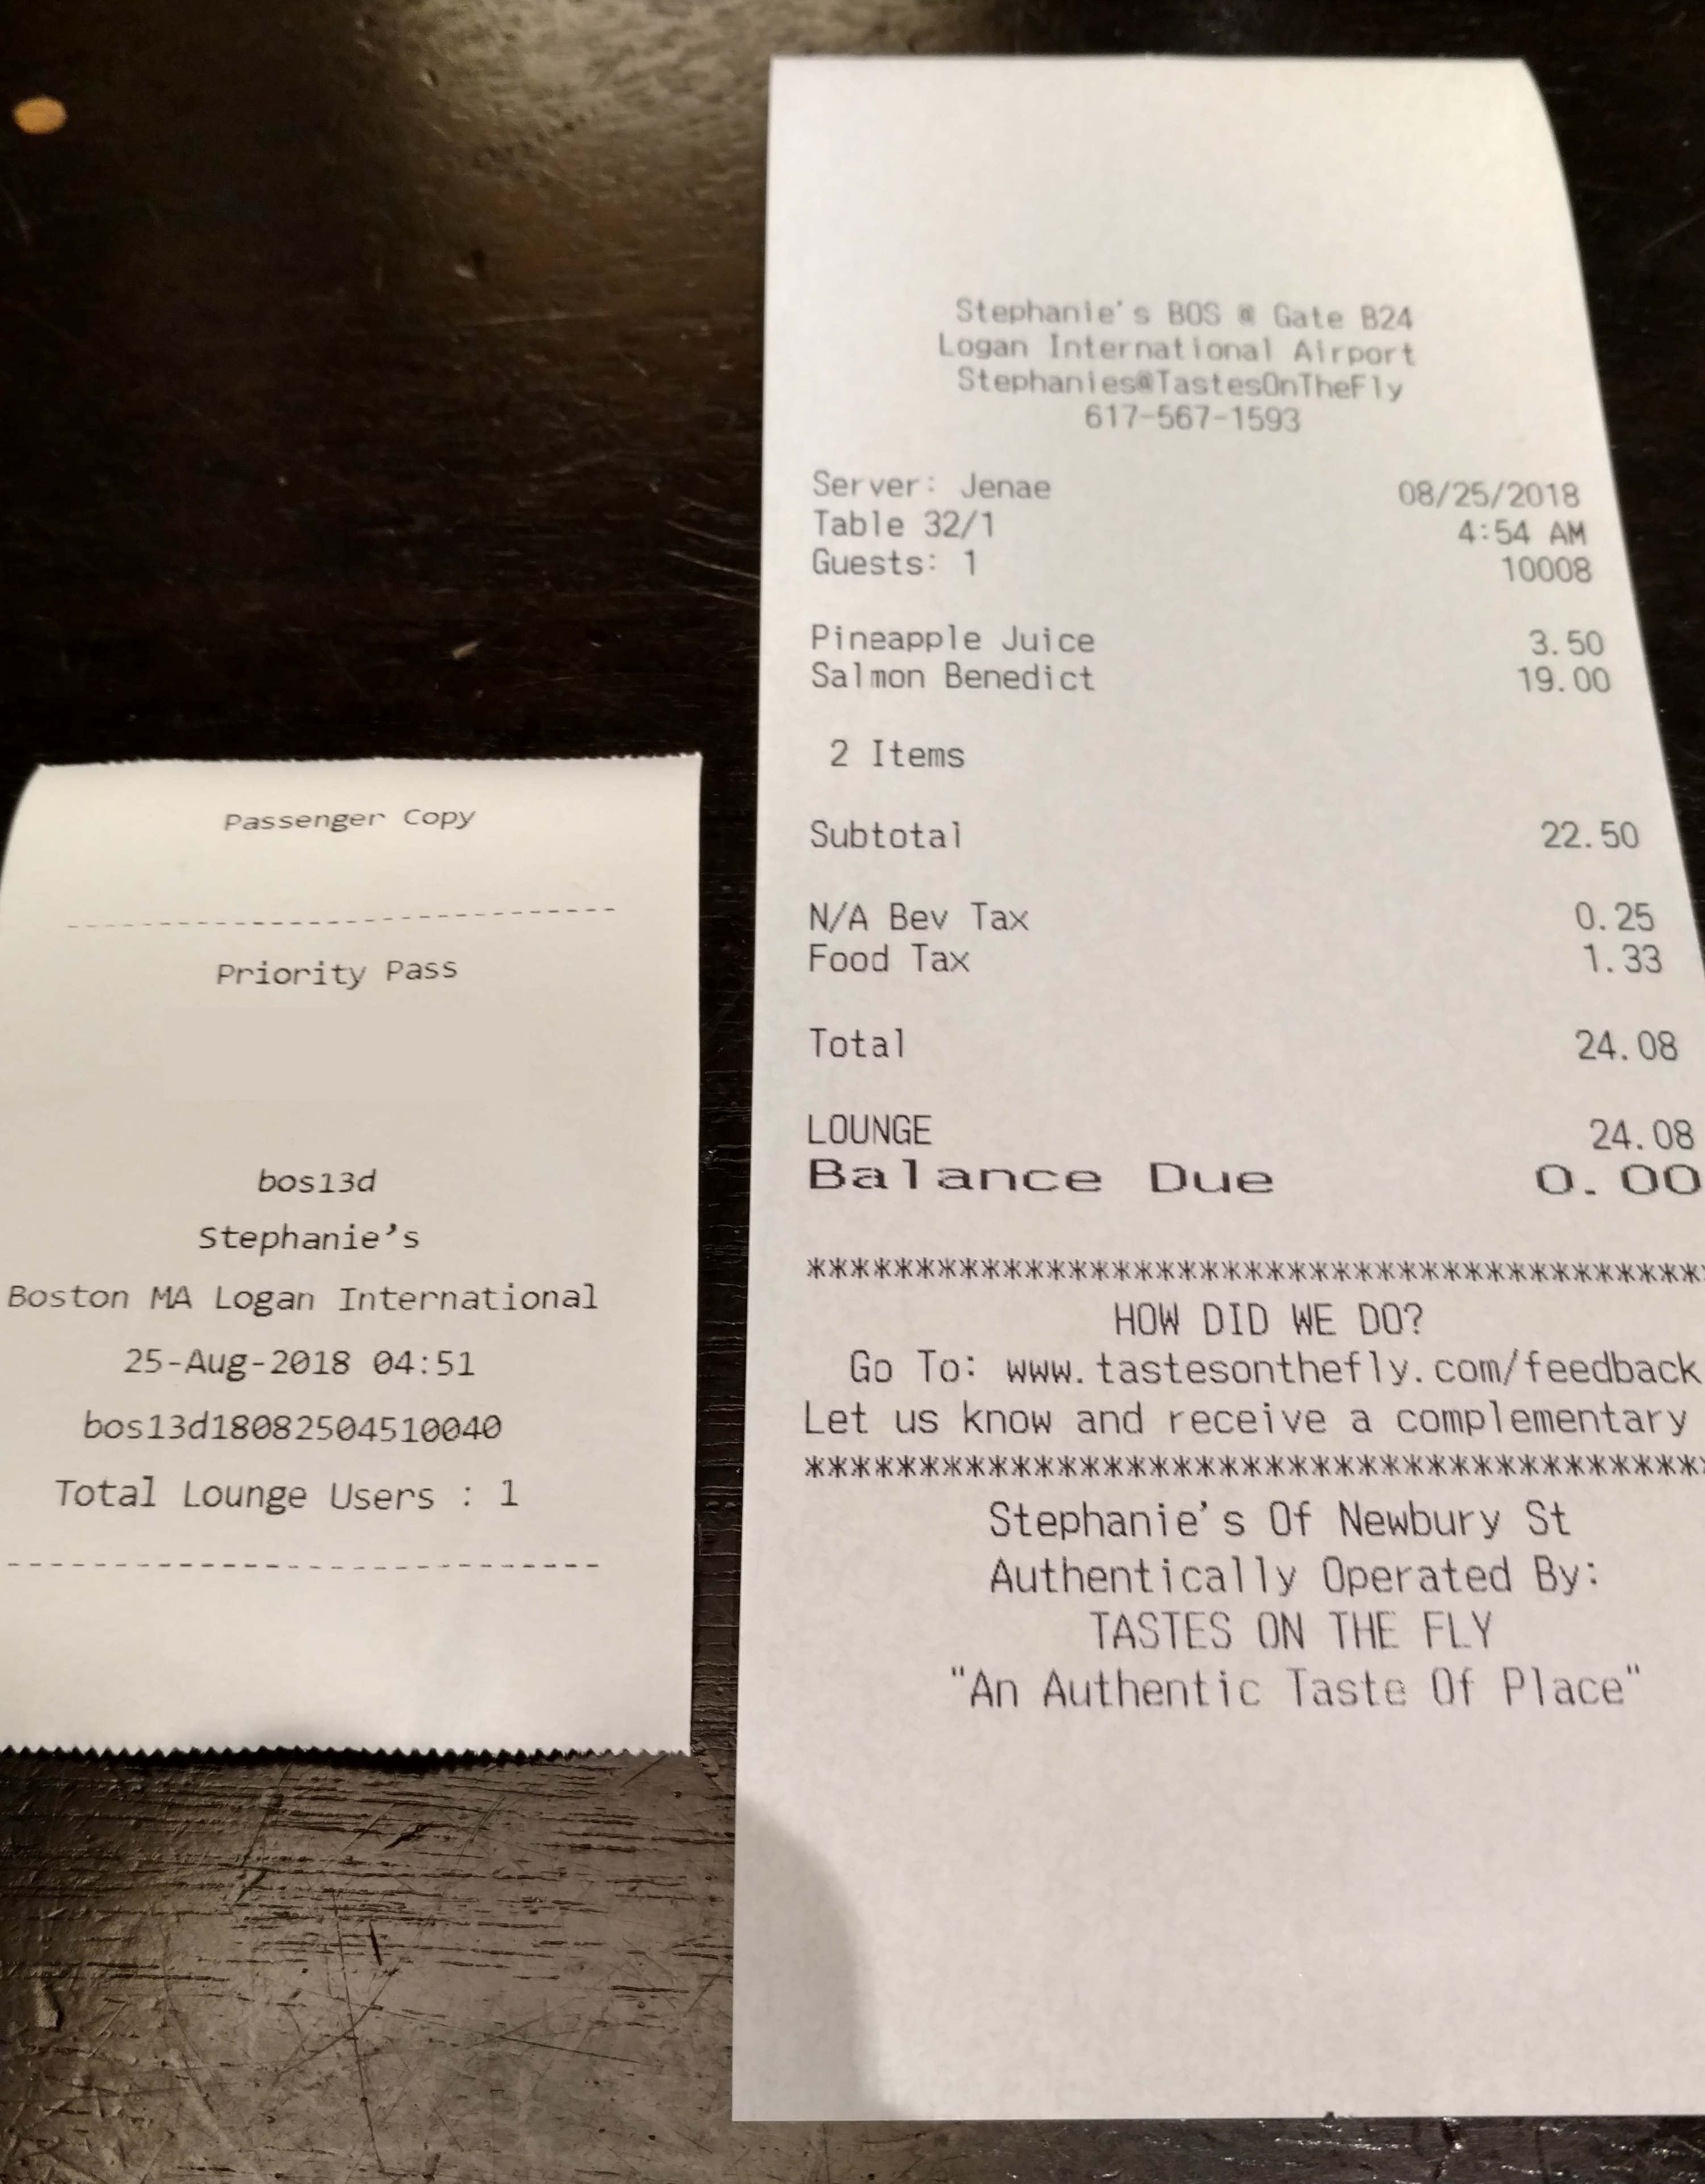 Passenger Copy
--------------------------------
Priority Pass
bos13d
Stephanie's
Boston MA Logan International
25-Aug-2018 04:51
bos13d18082504510040
Total Lounge Users : 1
--------------------------------
Stephanie's BOS @ Gate B24
Logan International Airport
Stephanies@TastesOnTheFly
617-567-1593
Server: Jenae 08/25/2018
Table 32/1 4:54 AM
Guests: 1 10008
Pineapple Juice 3.50
Salmon Benedict 19.00
2 Items
Subtotal 22.50
N/A Bev Tax 0.25
Food Tax 1.33
Total 24.08
LOUNGE 24.08
Balance Due 0.00
****************************************
HOW DID WE DO?
Go To: www.tastesonthefly.com/feedback
Let us know and receive a complementary
****************************************
Stephanie's Of Newbury St
Authentically Operated By:
TASTES ON THE FLY
"An Authentic Taste Of Place"